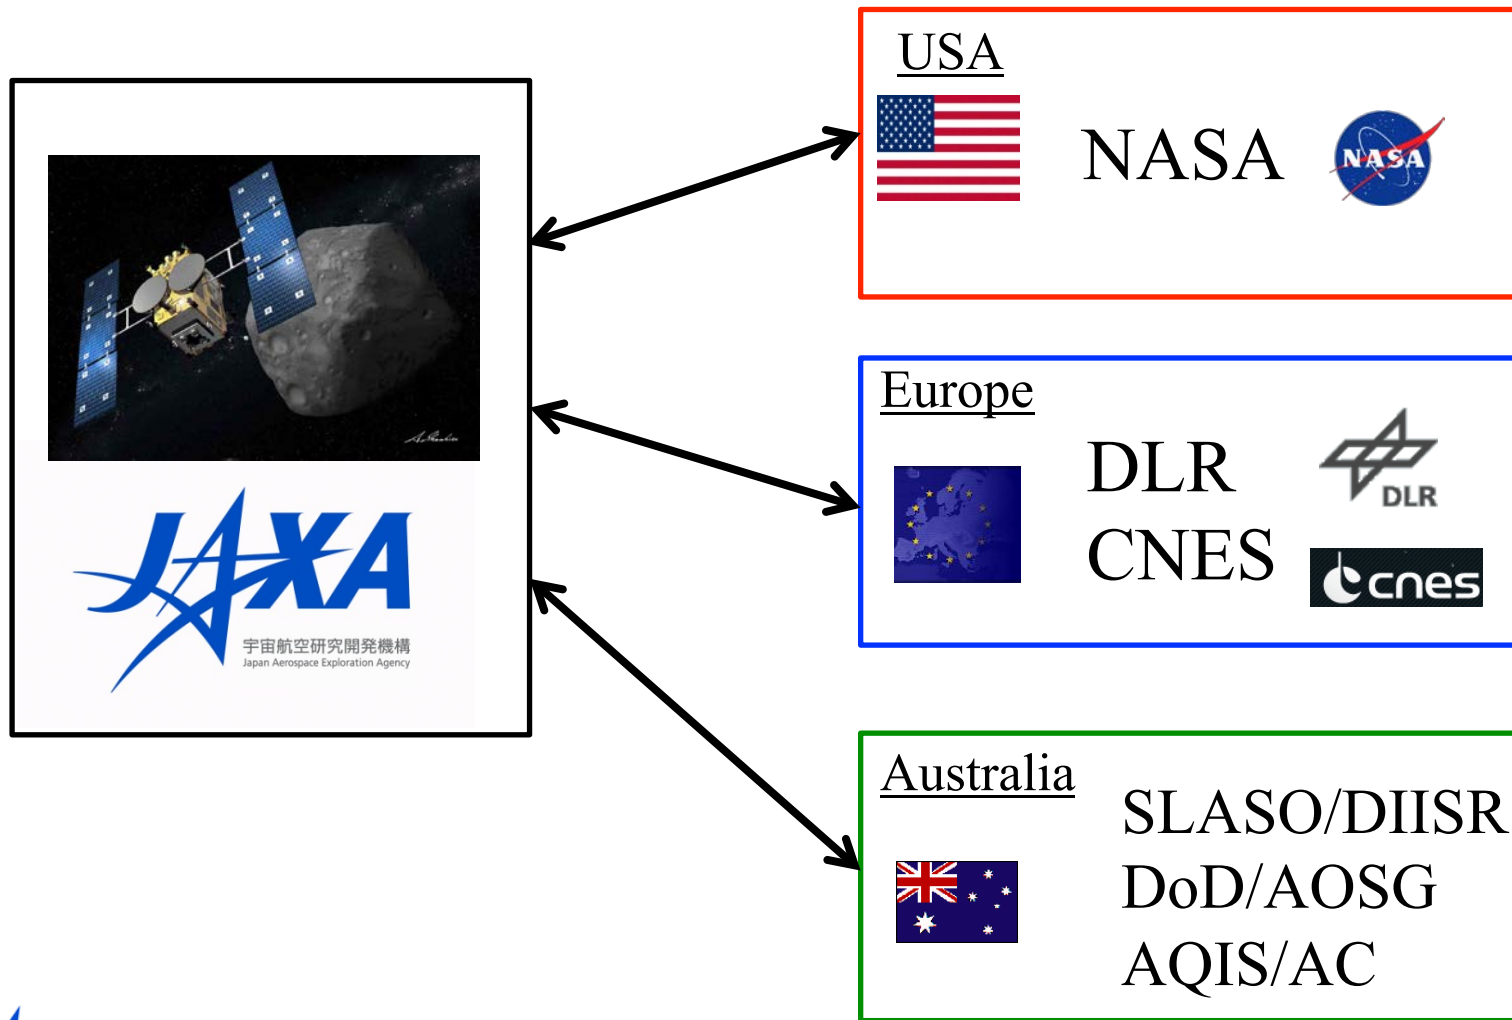 USA
NASA
NASA
Europe
DLR
CNES
DLR
cnes
JAXA
宇宙航空研究開発機構
Japan Aerospace Exploration Agency
Australia
SLASO/DIISR
DoD/AOSG
AQIS/AC